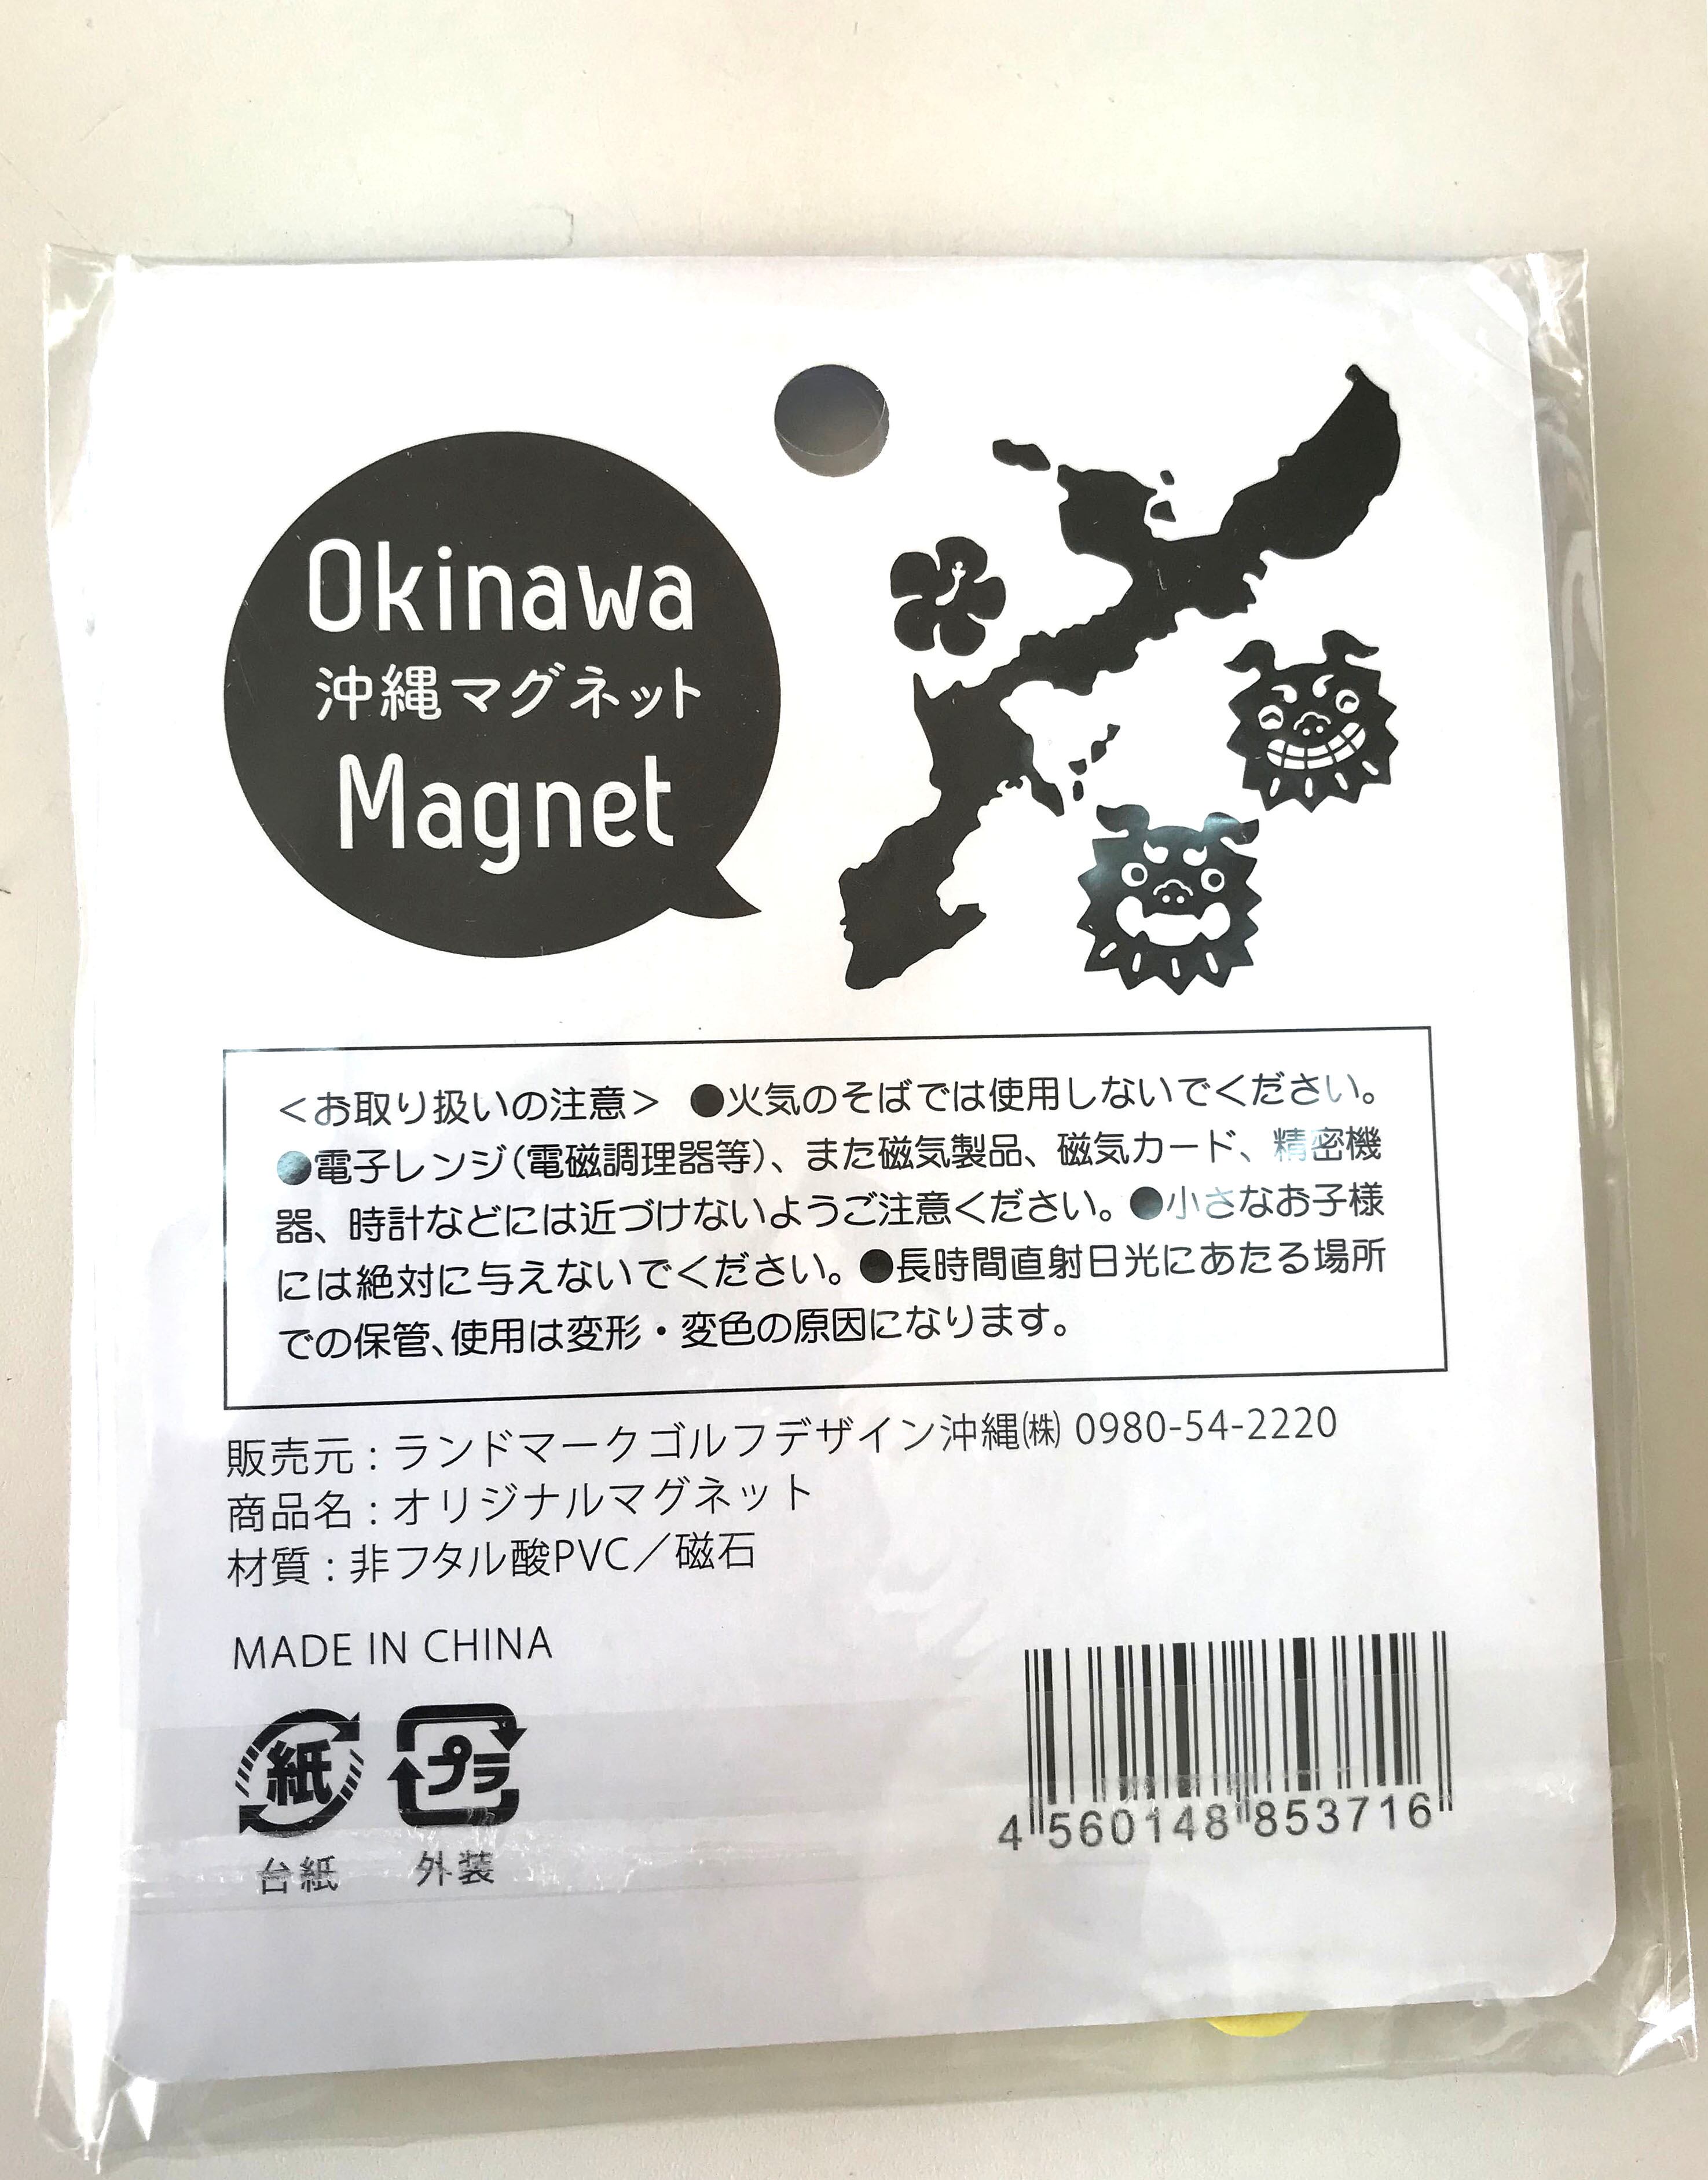 Okinawa
沖縄マグネット
Magnet
＜お取り扱いの注意＞ ●火気のそばでは使用しないでください。
●電子レンジ（電磁調理器等）、また磁気製品、磁気カード、精密機
器、時計などには近づけないようご注意ください。●小さなお子様
には絶対に与えないでください。●長時間直射日光にあたる場所
での保管、使用は変形・変色の原因になります。
販売元：ランドマークゴルフデザイン沖縄㈱ 0980-54-2220
商品名：オリジナルマグネット
材質：非フタル酸PVC／磁石
MADE IN CHINA
紙 プラ
台紙 外装
4 560148 853716